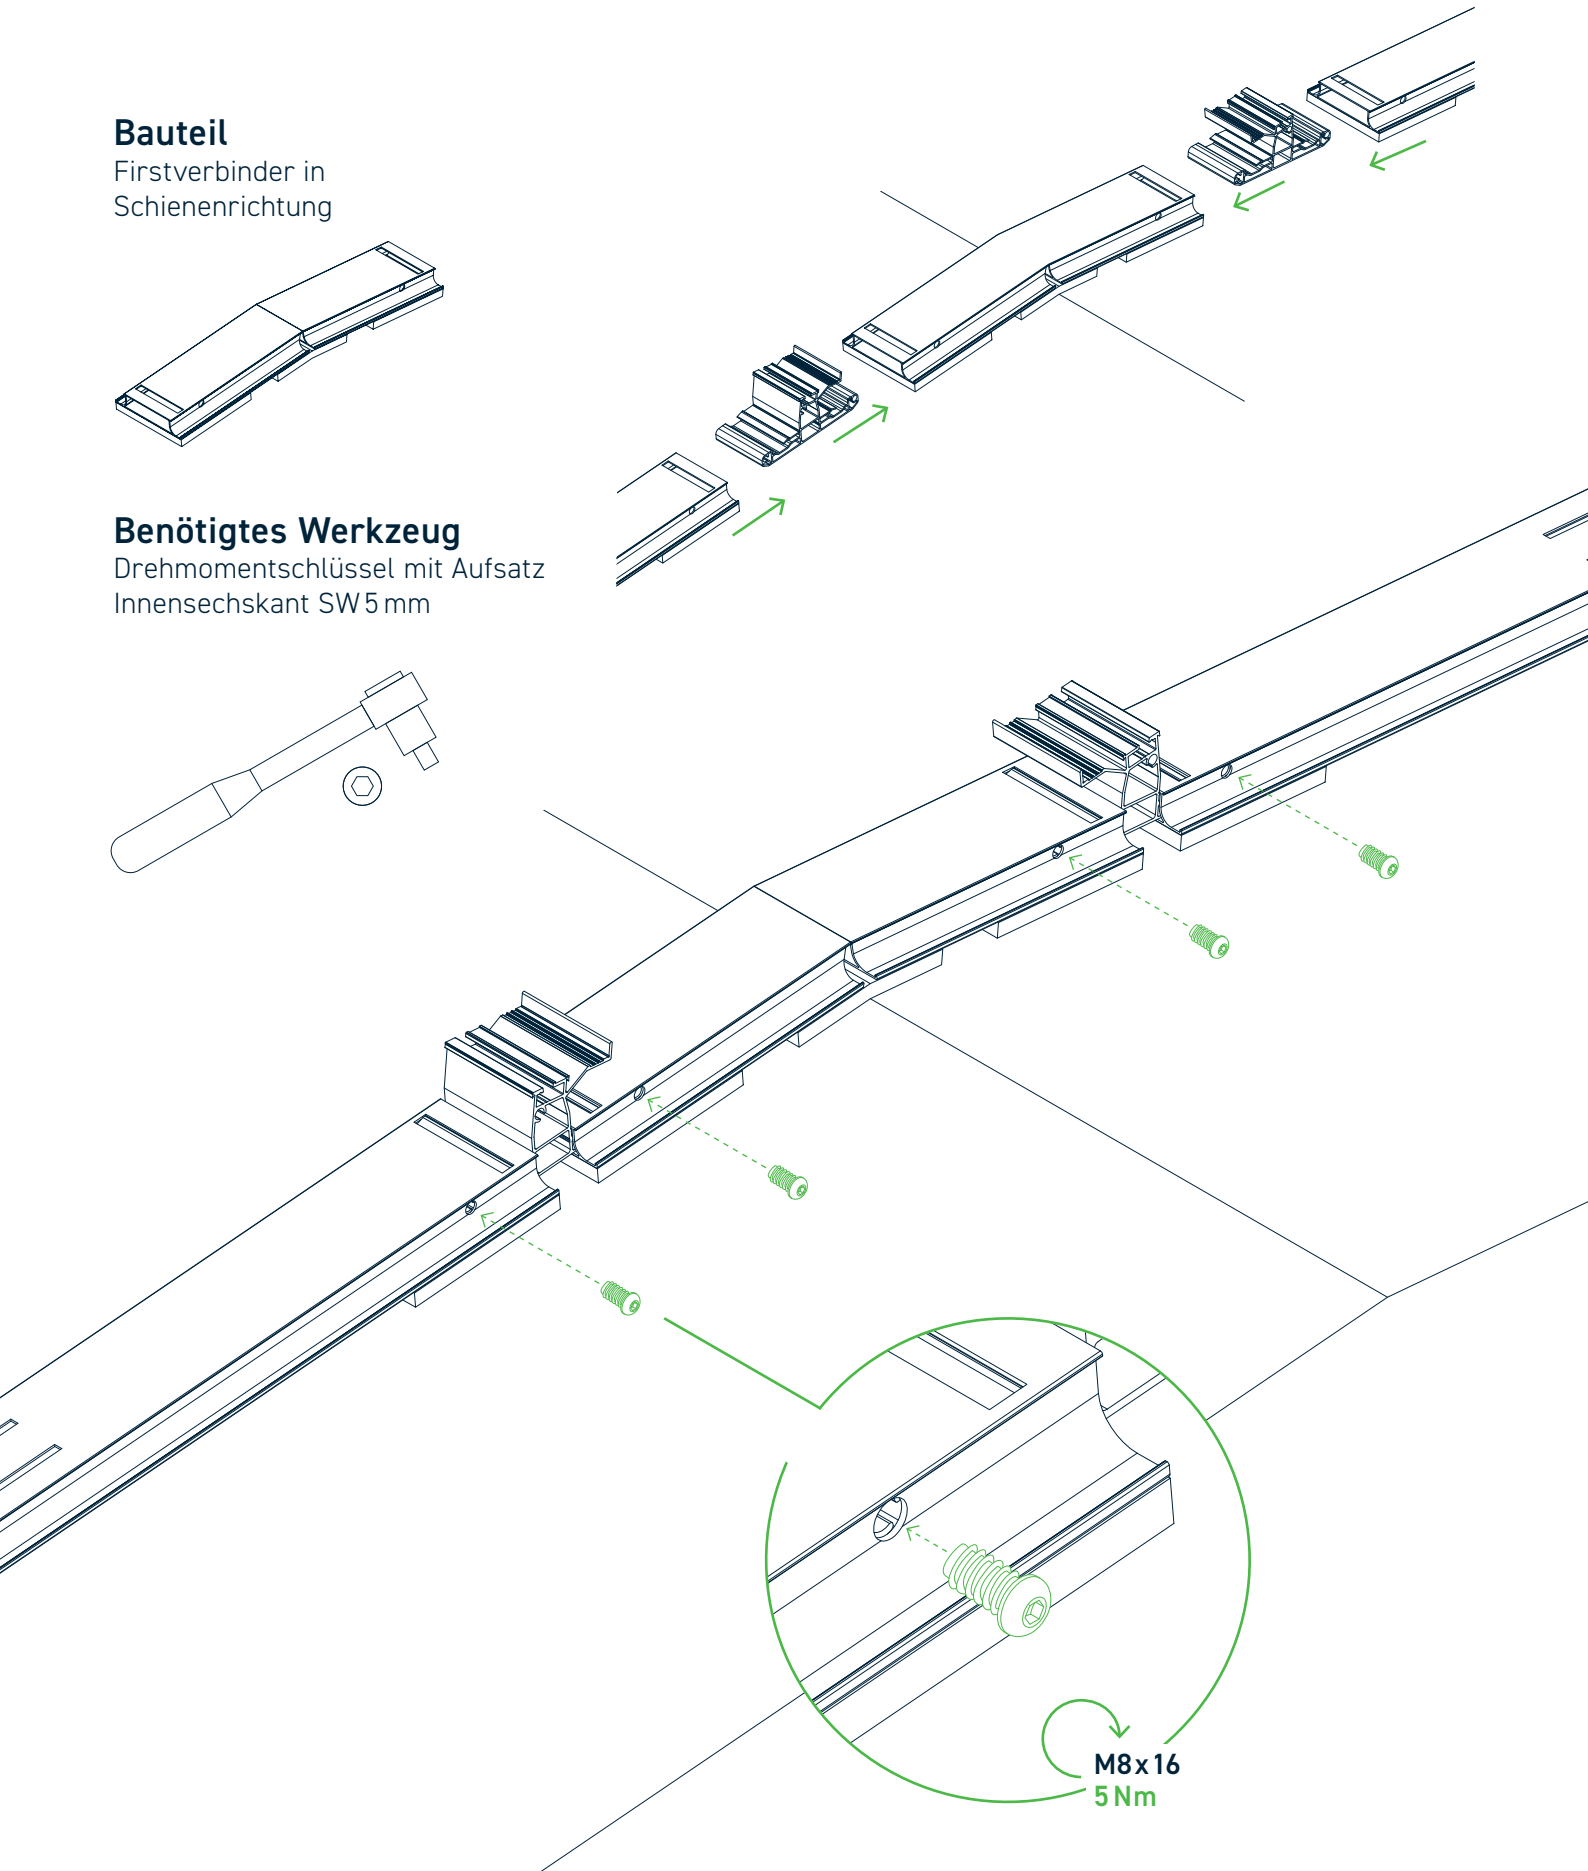 Bauteil
Firstverbinder in
Schienenrichtung
Benötigtes Werkzeug
Drehmomentschlüssel mit Aufsatz
Innensechskant SW 5 mm
M8 x 16
5 Nm